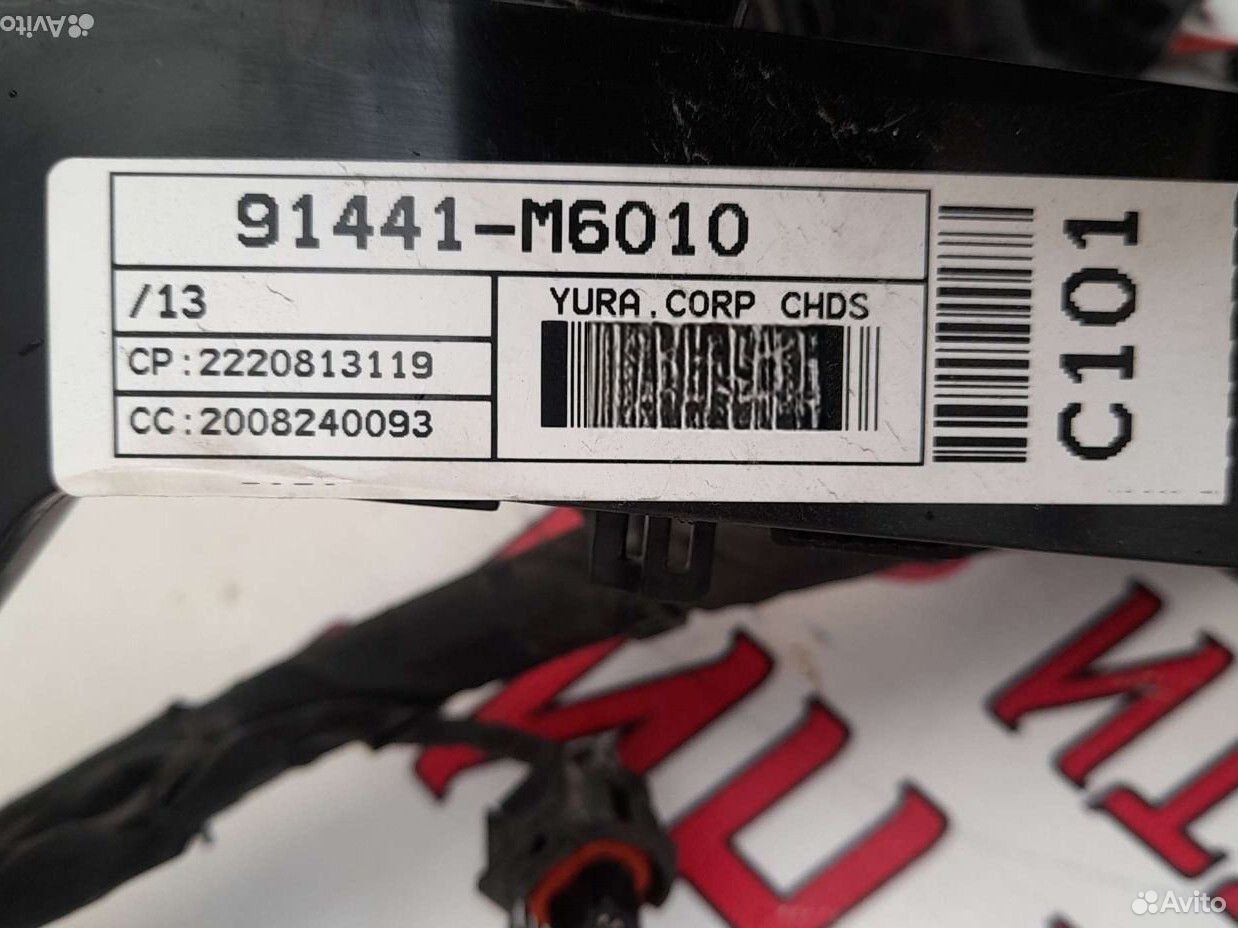 Avito
91441-M6010
/13
CP:2220813119
CC:2008240093
YURA.CORP CHDS
C101
Avito